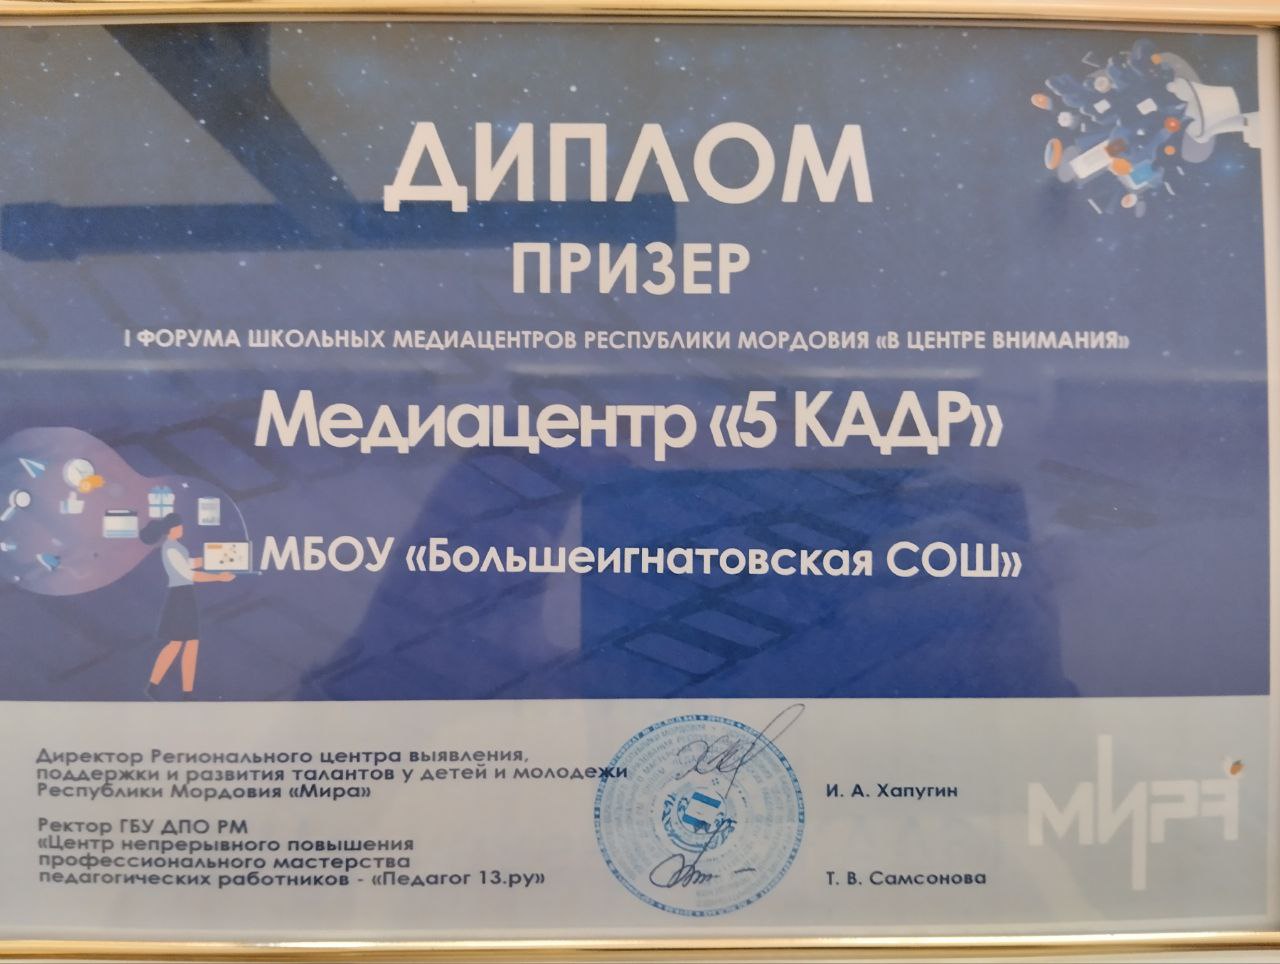 ДИПЛОМ
ПРИЗЕР
I ФОРУМА ШКОЛЬНЫХ МЕДИАЦЕНТРОВ РЕСПУБЛИКИ МОРДОВИЯ «В ЦЕНТРЕ ВНИМАНИЯ»
Медиацентр «5 КАДР»
МБОУ «Большеигнатовская СОШ»
Директор Регионального центра выявления,
поддержки и развития талантов у детей и молодежи
Республики Мордовия «Мира»
И. А. Хапугин
Ректор ГБУ ДПО РМ
«Центр непрерывного повышения
профессионального мастерства
педагогических работников - «Педагог 13.ру»
Т. В. Самсонова
МИРА